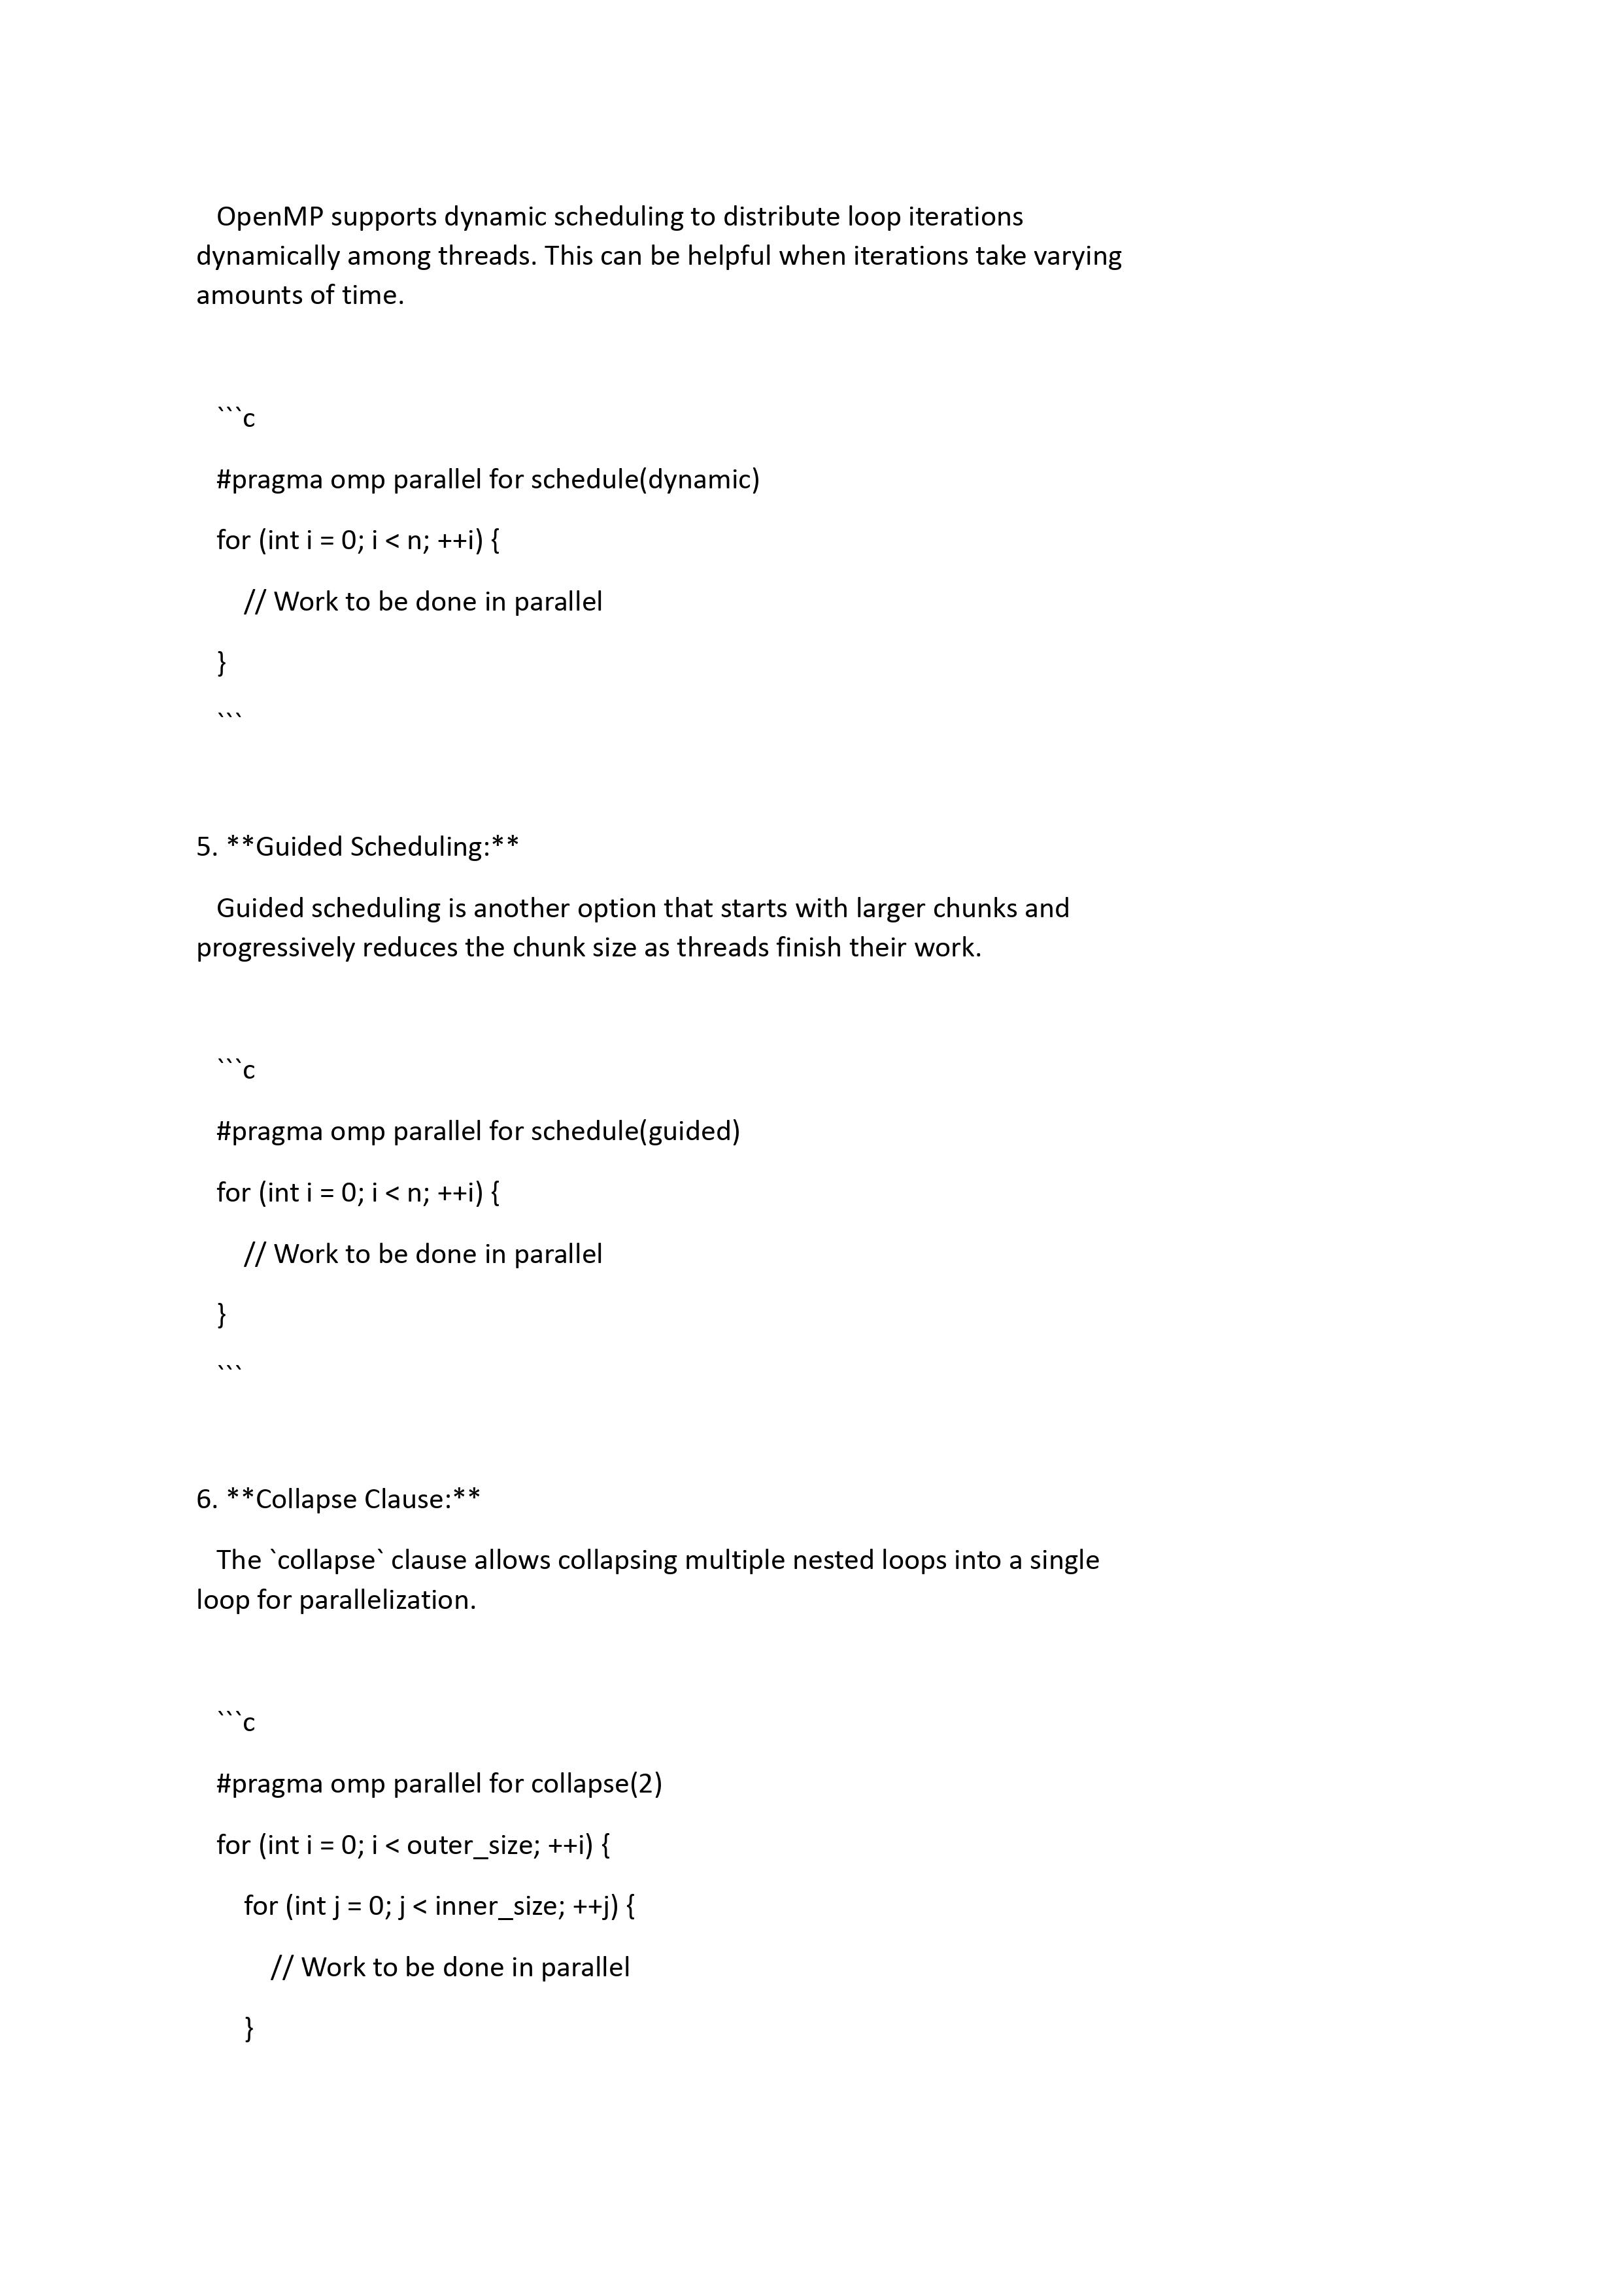 OpenMP supports dynamic scheduling to distribute loop iterations
dynamically among threads. This can be helpful when iterations take varying
amounts of time.
```c
#pragma omp parallel for schedule(dynamic)
for (int i = 0; i < n; ++i) {
// Work to be done in parallel
}
```
5. **Guided Scheduling:**
Guided scheduling is another option that starts with larger chunks and
progressively reduces the chunk size as threads finish their work.
```c
#pragma omp parallel for schedule(guided)
for (int i = 0; i < n; ++i) {
// Work to be done in parallel
}
```
6. **Collapse Clause:**
The `collapse` clause allows collapsing multiple nested loops into a single
loop for parallelization.
```c
#pragma omp parallel for collapse(2)
for (int i = 0; i < outer_size; ++i) {
for (int j = 0; j < inner_size; ++j) {
// Work to be done in parallel
}